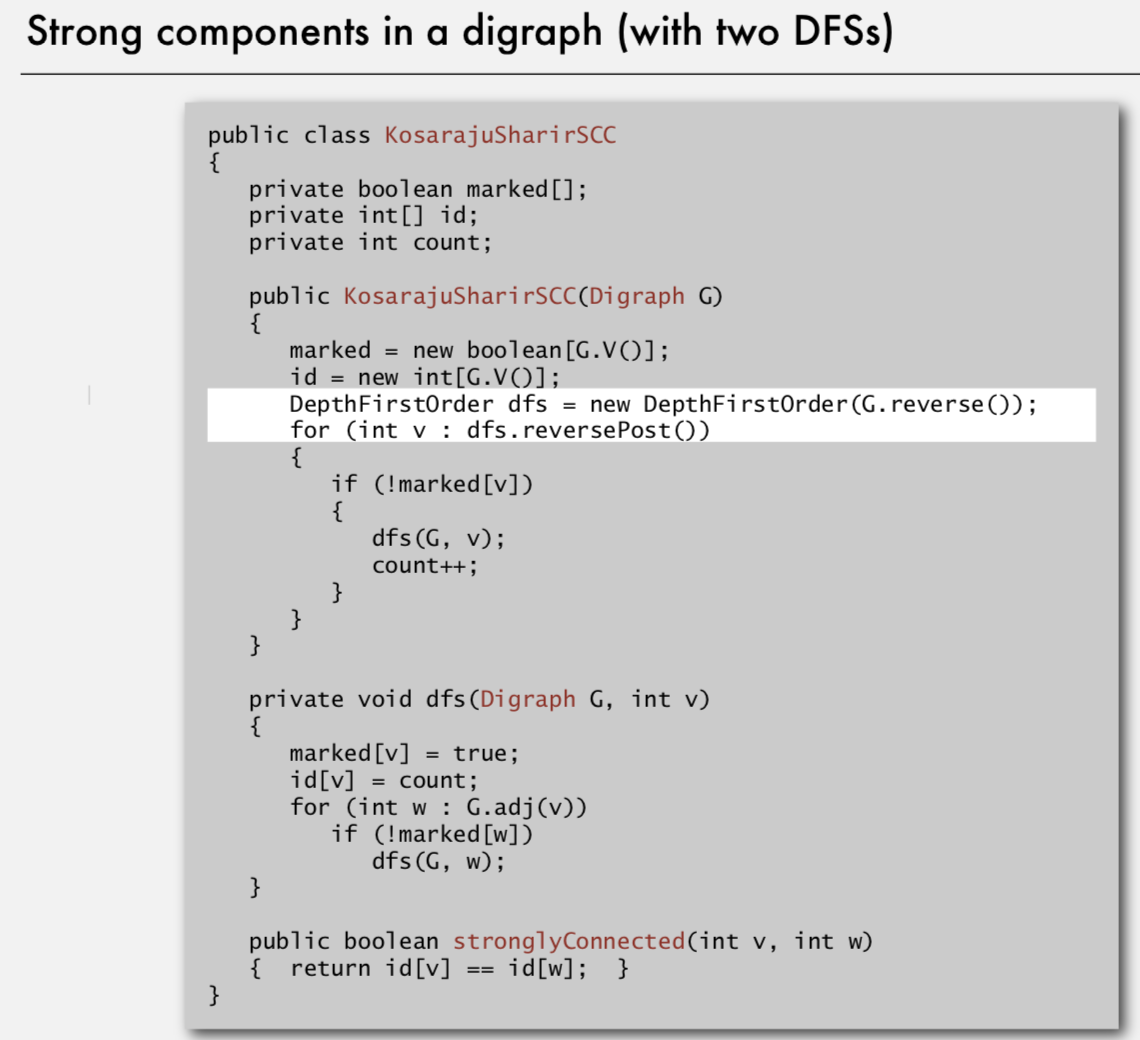 Strong components in a digraph (with two DFSs)
public class KosarajuSharirSCC
{
   private boolean marked[];
   private int[] id;
   private int count;

   public KosarajuSharirSCC(Digraph G)
   {
      marked = new boolean[G.V()];
      id = new int[G.V()];
      DepthFirstOrder dfs = new DepthFirstOrder(G.reverse());
      for (int v : dfs.reversePost())
      {
         if (!marked[v])
         {
            dfs(G, v);
            count++;
         }
      }
   }

   private void dfs(Digraph G, int v)
   {
      marked[v] = true;
      id[v] = count;
      for (int w : G.adj(v))
         if (!marked[w])
            dfs(G, w);
   }

   public boolean stronglyConnected(int v, int w)
   {  return id[v] == id[w];  }
}